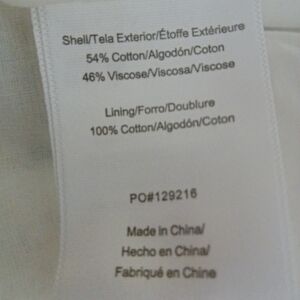 Shell/Tela Exterior/Étoffe Extérieure
54% Cotton/Algodón/Coton
46% Viscose/Viscosa/Viscose
Lining/Forro/Doublure
100% Cotton/Algodón/Coton
PO#129216
Made in China/
Hecho en China/
Fabriqué en Chine